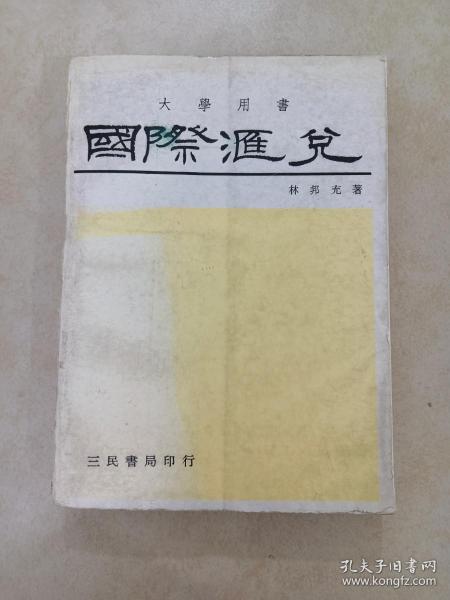 大學用書
國際滙兌
林邦充著
三民書局印行
孔夫子旧书网
www.kongfz.com